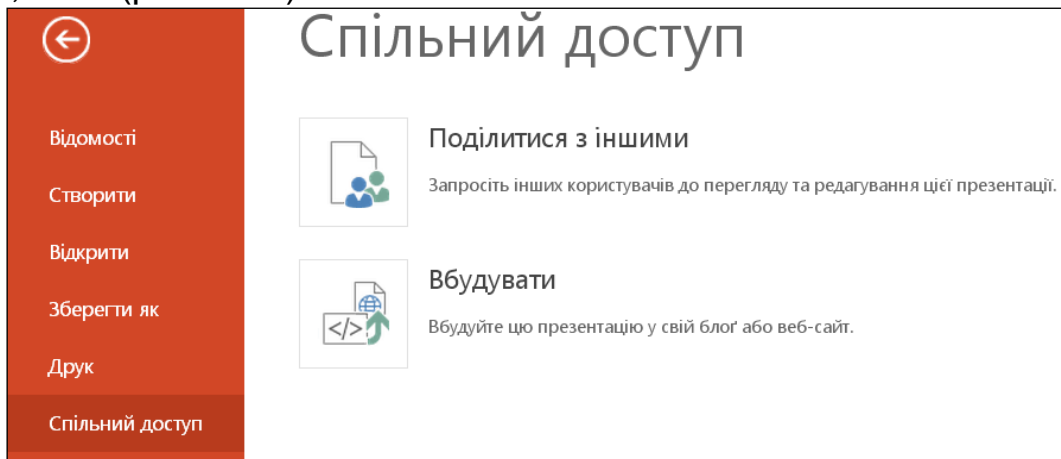 Спільний доступ
Відомості
Створити
Відкрити
Зберегти як
Друк
Спільний доступ
Поділитися з іншими
Запросіть інших користувачів до перегляду та редагування цієї презентації.
Вбудувати
</>
Вбудуйте цю презентацію у свій блоґ або веб-сайт.